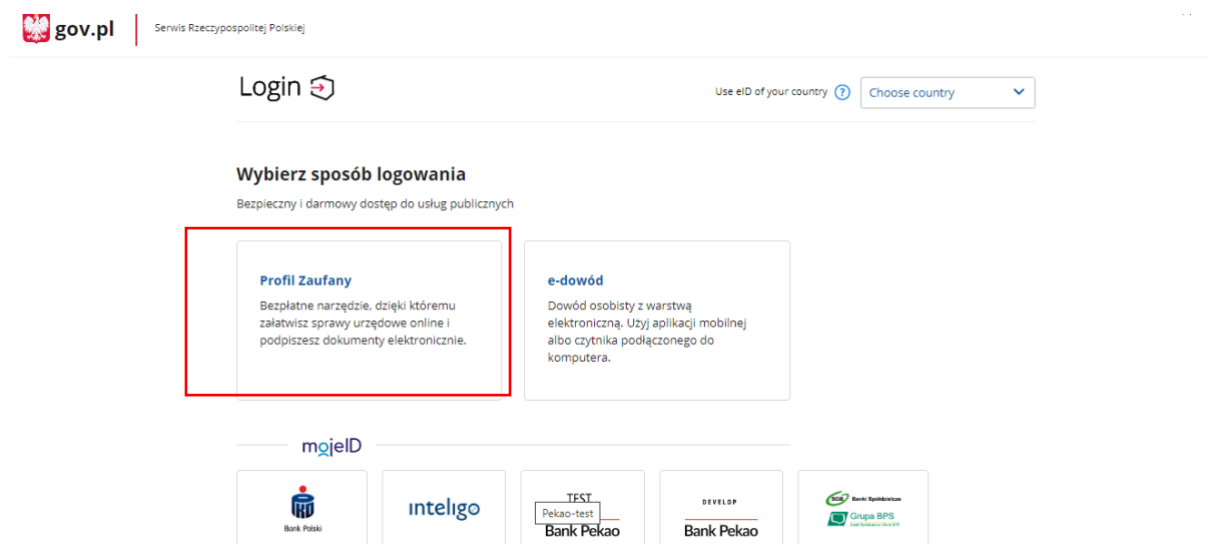 gov.pl
Serwis Rzeczypospolitej Polskiej
Login
Use eID of your country ?
Choose country
Wybierz sposób logowania
Bezpieczny i darmowy dostęp do usług publicznych
Profil Zaufany
Bezpłatne narzędzie, dzięki któremu
załatwisz sprawy urzędowe online i
podpiszesz dokumenty elektronicznie.
e-dowód
Dowód osobisty z warstwą
elektroniczną. Użyj aplikacji mobilnej
albo czytnika podłączonego do
komputera.
mojeID
Bank Polski
inteligo
TEST
Pekao-test
Bank Pekao
DEVELOP
Bank Pekao
SGB Banki Spółdzielcze
Grupa BPS